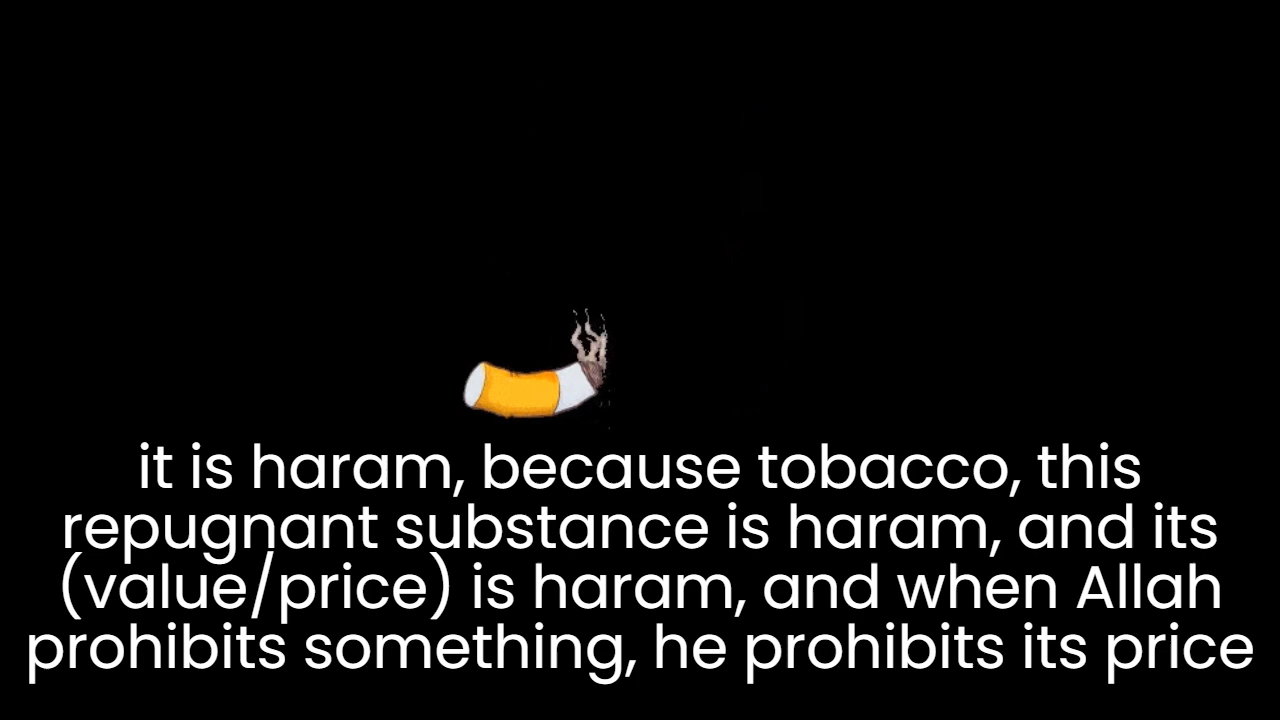 it is haram, because tobacco, this
repugnant substance is haram, and its
(value/price) is haram, and when Allah
prohibits something, he prohibits its price